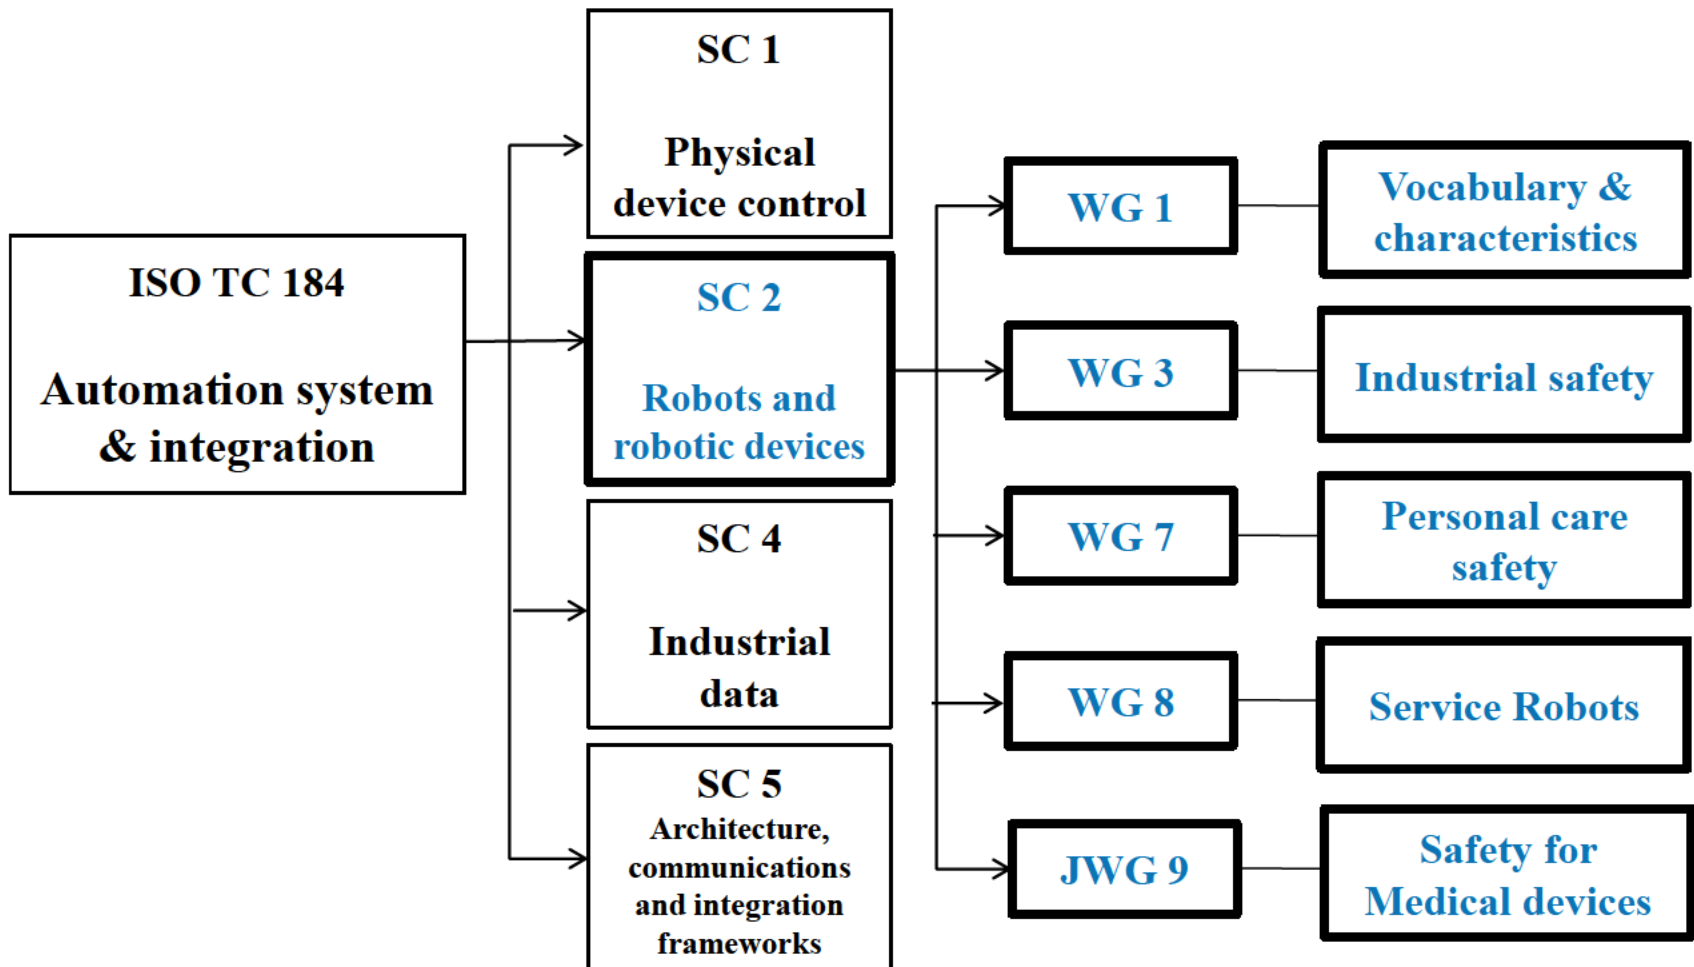 ISO TC 184
Automation system
& integration
SC 1
Physical
device control
SC 2
Robots and
robotic devices
SC 4
Industrial
data
SC 5
Architecture,
communications
and integration
frameworks
WG 1
Vocabulary &
characteristics
WG 3
Industrial safety
WG 7
Personal care
safety
WG 8
Service Robots
JWG 9
Safety for
Medical devices